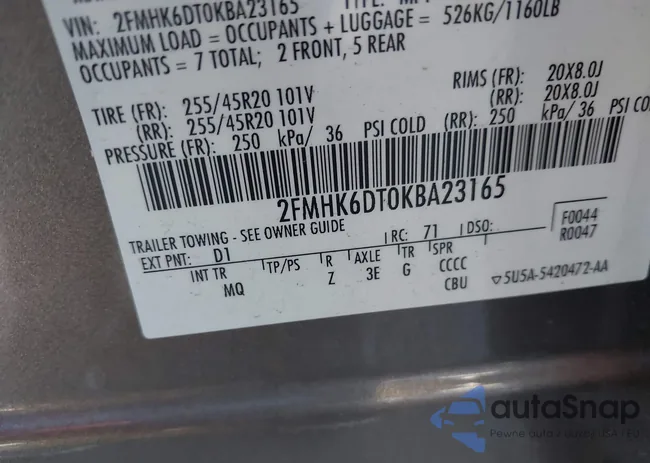 VIN: 2FMHK6DT0KBA23165
MAXIMUM LOAD = OCCUPANTS + LUGGAGE = 526KG/1160LB
OCCUPANTS = 7 TOTAL; 2 FRONT, 5 REAR
TIRE (FR): 255/45R20 101V RIMS (FR): 20X8.0J
(RR): 255/45R20 101V (RR): 20X8.0J
PRESSURE (FR): 250 kPa/ 36 PSI COLD (RR): 250 kPa/ 36 PSI CO
2FMHK6DT0KBA23165
TRAILER TOWING - SEE OWNER GUIDE
EXT PNT: D1 RC: 71 DSO: F0044
R0047
INT TR TP/PS R AXLE TR SPR
MQ Z 3E G CCCC
CBU 5U5A-5420472-AA
autaSnap
Pewne auta z